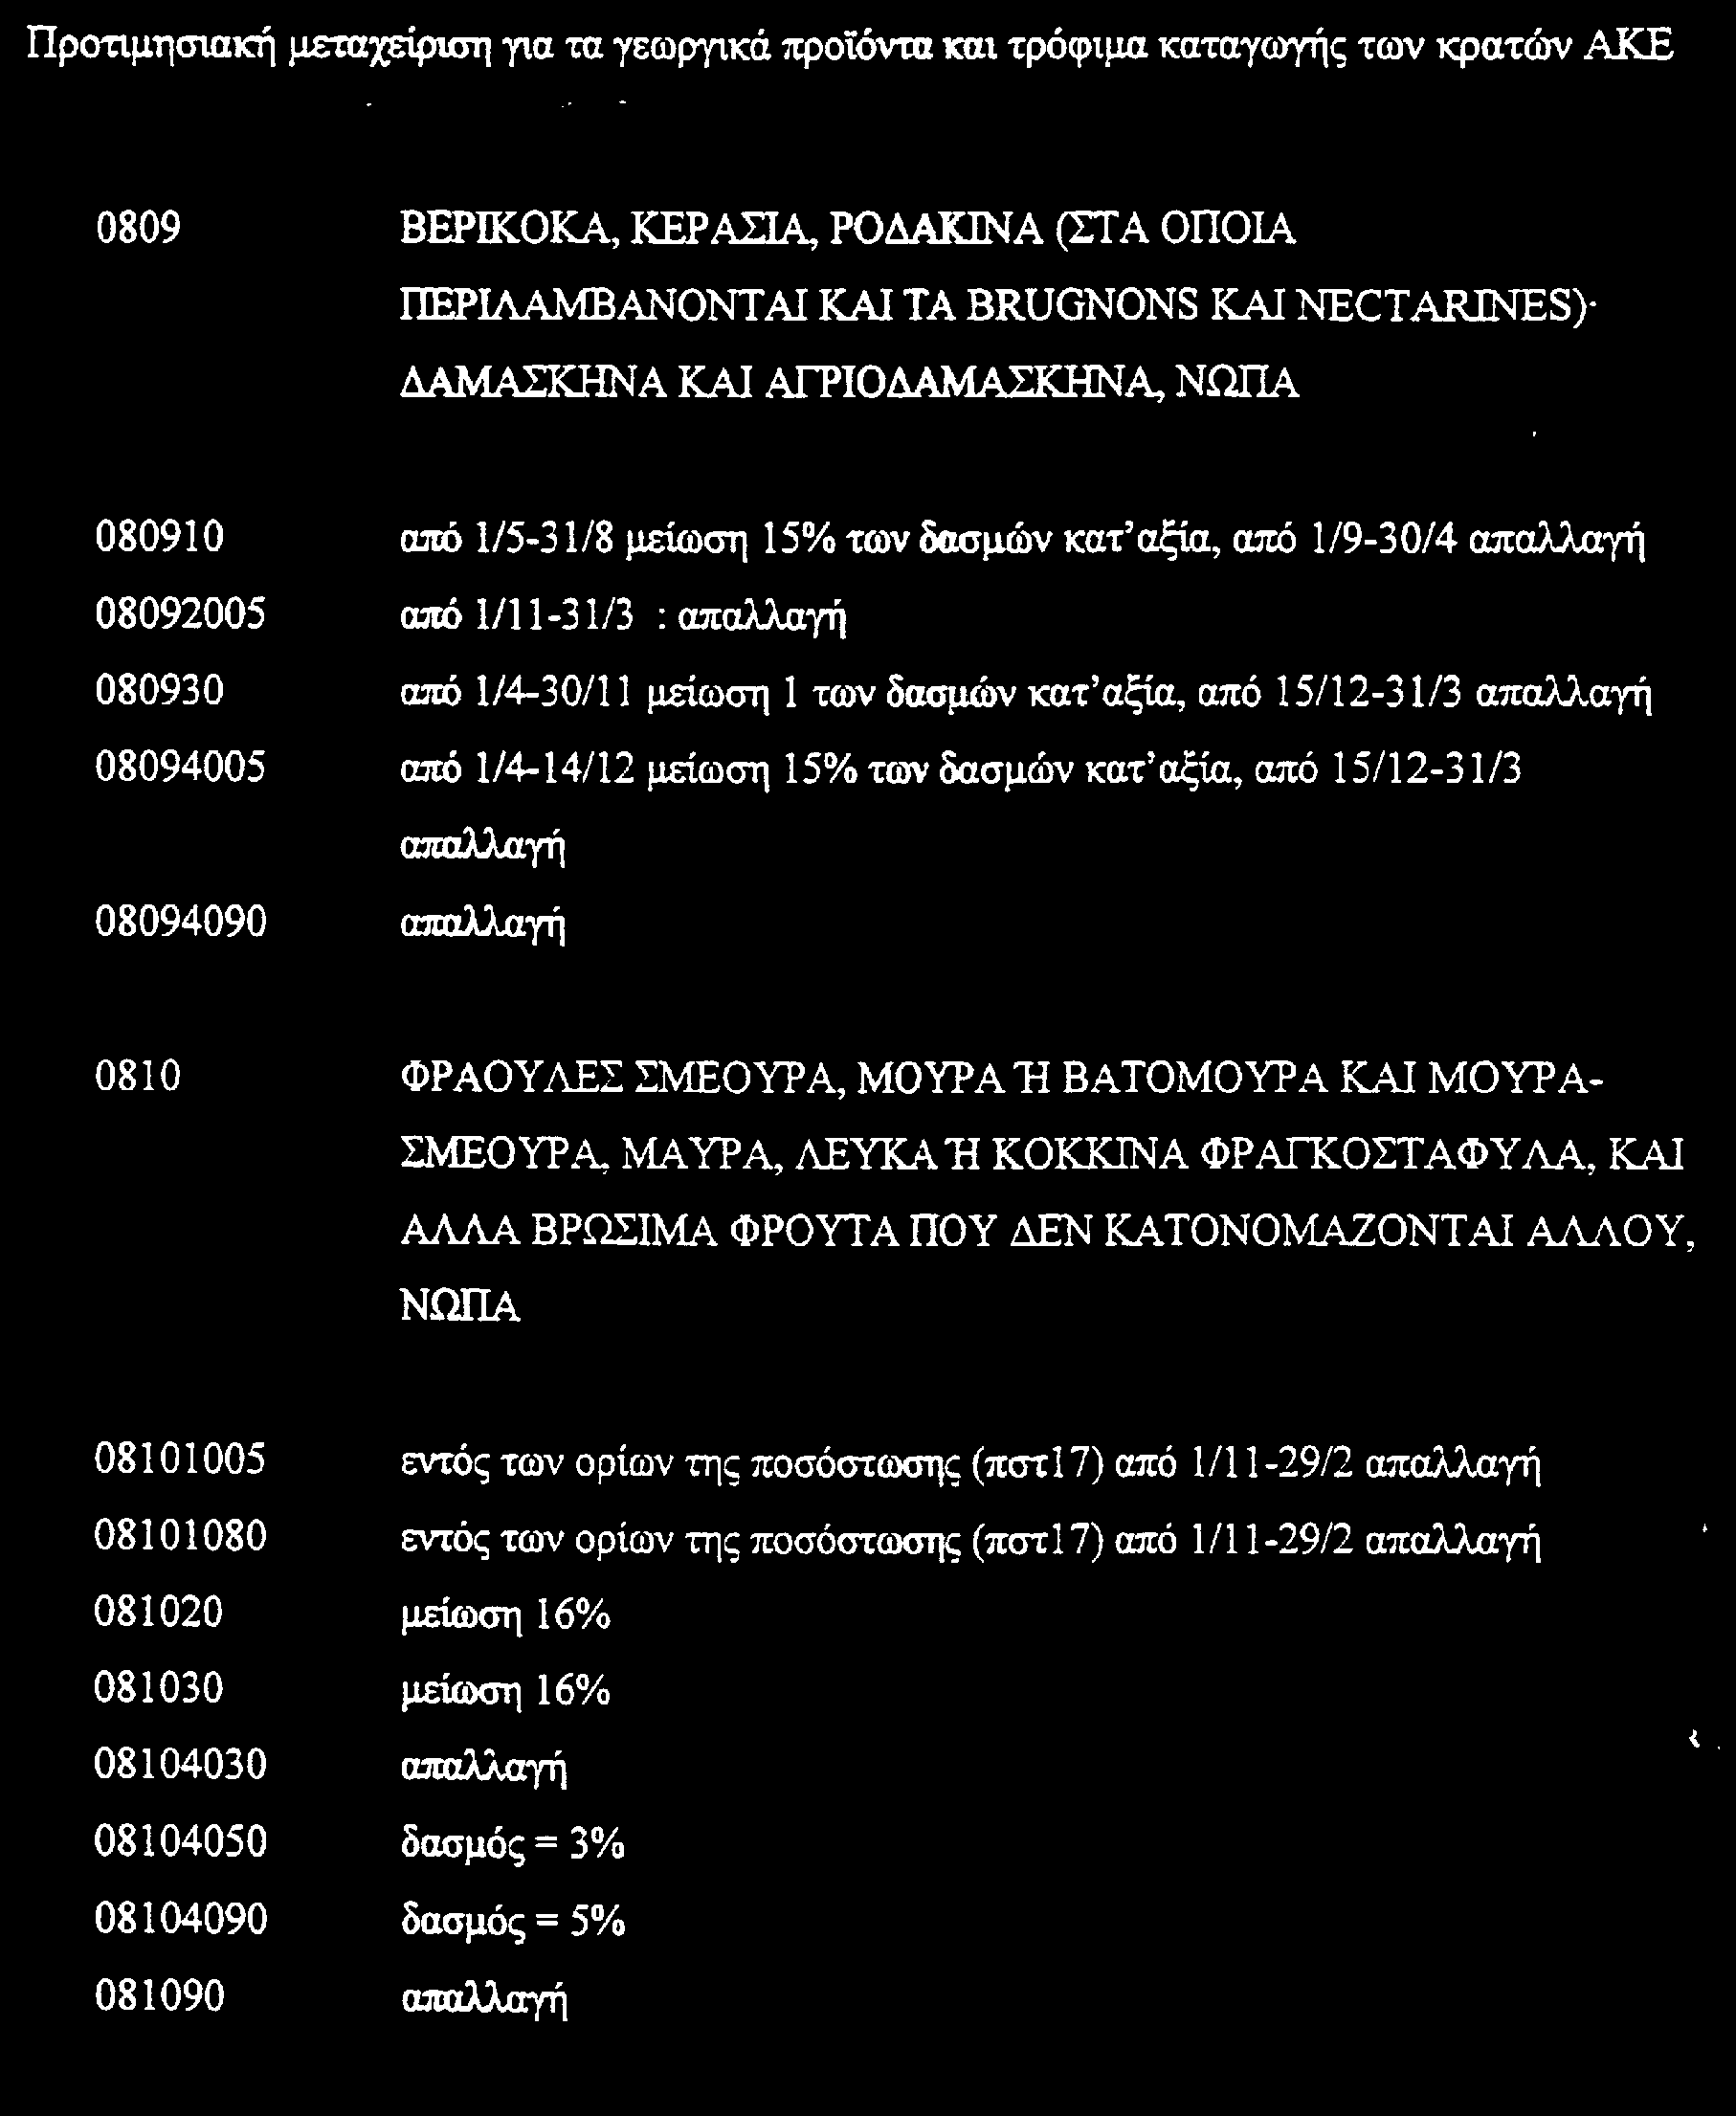 Προτιμησιακή μεταχείριση για τα γεωργικά προϊόντα και τρόφιμα καταγωγής των κρατών ΑΚΕ
0809 ΒΕΡΙΚΟΚΑ, ΚΕΡΑΣΙΑ, ΡΟΔΑΚΙΝΑ (ΣΤΑ ΟΠΟΙΑ
ΠΕΡΙΛΑΜΒΑΝΟΝΤΑΙ ΚΑΙ ΤΑ BRUGNONS ΚΑΙ NECTARINES)·
ΔΑΜΑΣΚΗΝΑ ΚΑΙ ΑΓΡΙΟΔΑΜΑΣΚΗΝΑ, ΝΩΠΑ
080910 από 1/5-31/8 μείωση 15% των δασμών κατ’αξία, από 1/9-30/4 απαλλαγή
08092005 από 1/11-31/3 : απαλλαγή
080930 από 1/4-30/11 μείωση 1 των δασμών κατ’αξία, από 15/12-31/3 απαλλαγή
08094005 από 1/4-14/12 μείωση 15% των δασμών κατ’αξία, από 15/12-31/3
απαλλαγή
08094090 απαλλαγή
0810 ΦΡΑΟΥΛΕΣ ΣΜΕΟΥΡΑ, ΜΟΥΡΑ Ή ΒΑΤΟΜΟΥΡΑ ΚΑΙ ΜΟΥΡΑ-
ΣΜΕΟΥΡΑ, ΜΑΥΡΑ, ΛΕΥΚΑ Ή ΚΟΚΚΙΝΑ ΦΡΑΓΚΟΣΤΑΦΥΛΑ, ΚΑΙ
ΑΛΛΑ ΒΡΩΣΙΜΑ ΦΡΟΥΤΑ ΠΟΥ ΔΕΝ ΚΑΤΟΝΟΜΑΖΟΝΤΑΙ ΑΛΛΟΥ,
ΝΩΠΑ
08101005 εντός των ορίων της ποσόστωσης (πστ17) από 1/11-29/2 απαλλαγή
08101080 εντός των ορίων της ποσόστωσης (πστ17) από 1/11-29/2 απαλλαγή
081020 μείωση 16%
081030 μείωση 16%
08104030 απαλλαγή
08104050 δασμός = 3%
08104090 δασμός = 5%
081090 απαλλαγή